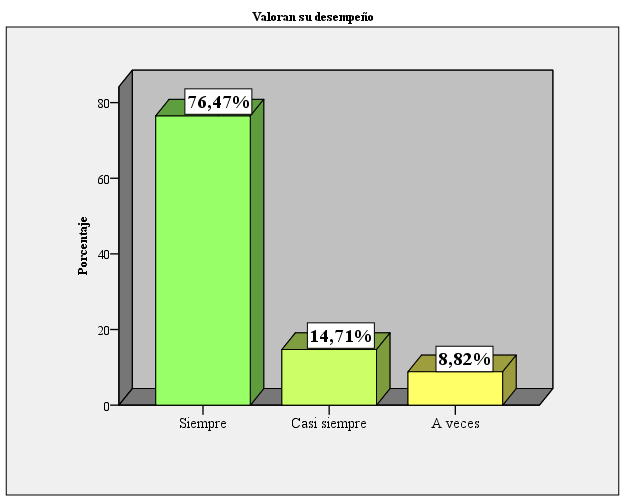 Valoran su desempeño
Porcentaje
80
60
40
20
0
76,47%
14,71%
8,82%
Siempre
Casi siempre
A veces